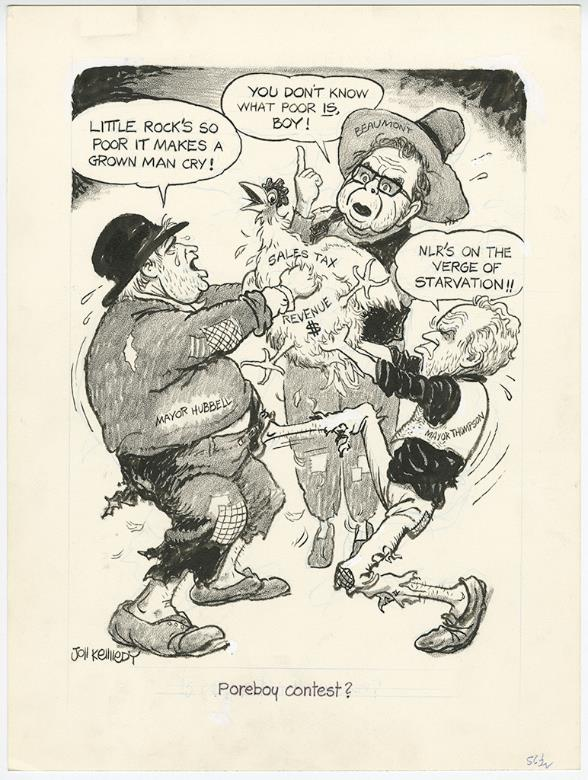 YOU DON'T KNOW
WHAT POOR IS,
BOY!
LITTLE ROCK'S SO
POOR IT MAKES A
GROWN MAN CRY!
BEAUMONT
NLR'S ON THE
VERGE OF
STARVATION!!
SALES TAX
REVENUE
$
MAYOR HUBBELL
MAYOR THOMPSON
JON KENNEDY
Poreboy contest?